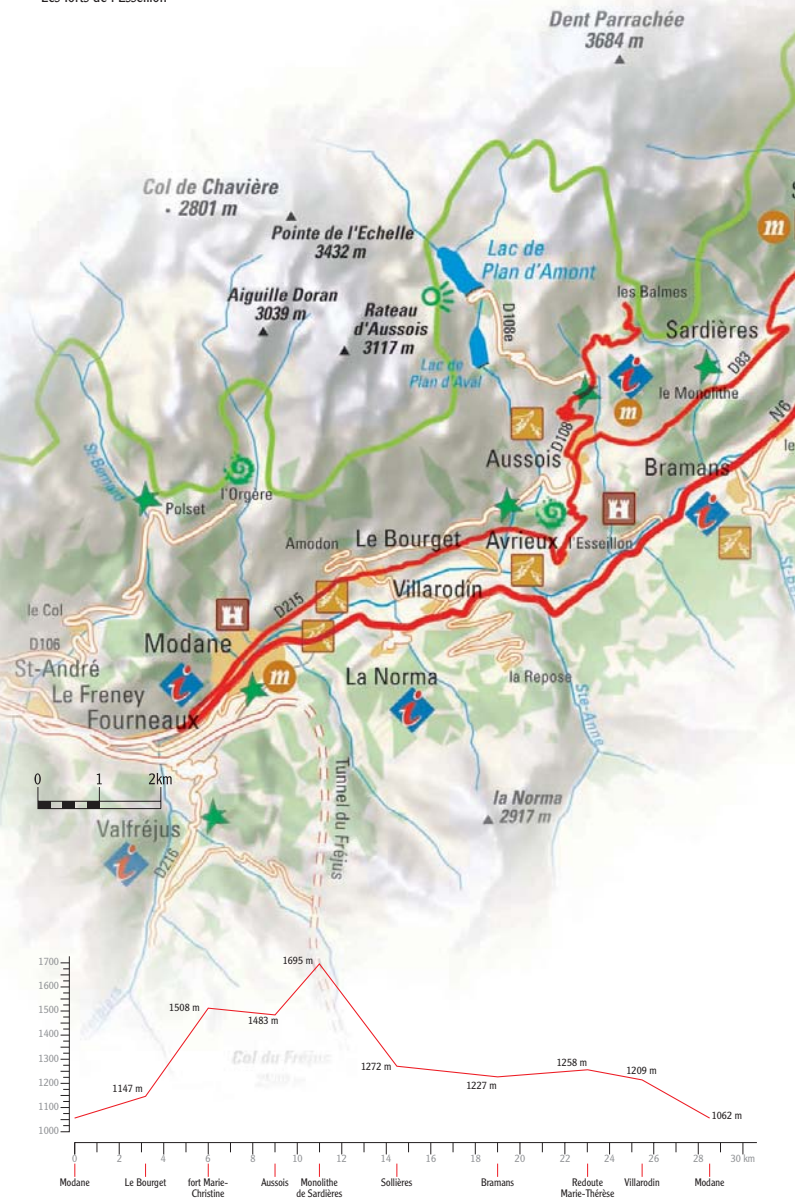 Les forts de l'Esseillon
Dent Parrachée
3684 m
Col de Chavière
2801 m
Pointe de l'Echelle
3432 m
Lac de
Plan d'Amont
m
les Balmes
Aiguille Doran
3039 m
Rateau
d'Aussois
3117 m
D108e
Sardières
Lac de
Plan d'Aval
i
D83
le Monolithe
m
N6
D108
Aussois
Bramans
le
St-Bernard
l'Orgère
Polset
H
i
Amodon
Le Bourget
Avrieux
l'Esseillon
Villarodin
D215
le Col
H
D106
Modane
St-André
i
m
La Norma
la Repose
Le Freney
Fourneaux
i
Ste-Anne
0 1 2km
Tunnel du Fréjus
la Norma
2917 m
Valfréjus
i
D216
Col du Fréjus
1700
1600
1500
1400
1300
1200
1100
1000
1147 m
1508 m
1483 m
1695 m
1272 m
1227 m
1258 m
1209 m
1062 m
0 2 4 6 8 10 12 14 16 18 20 22 24 26 28 30 km
Modane
Le Bourget
fort Marie-
Christine
Aussois
Monolithe
de Sardières
Sollières
Bramans
Redoute
Marie-Thérèse
Villarodin
Modane